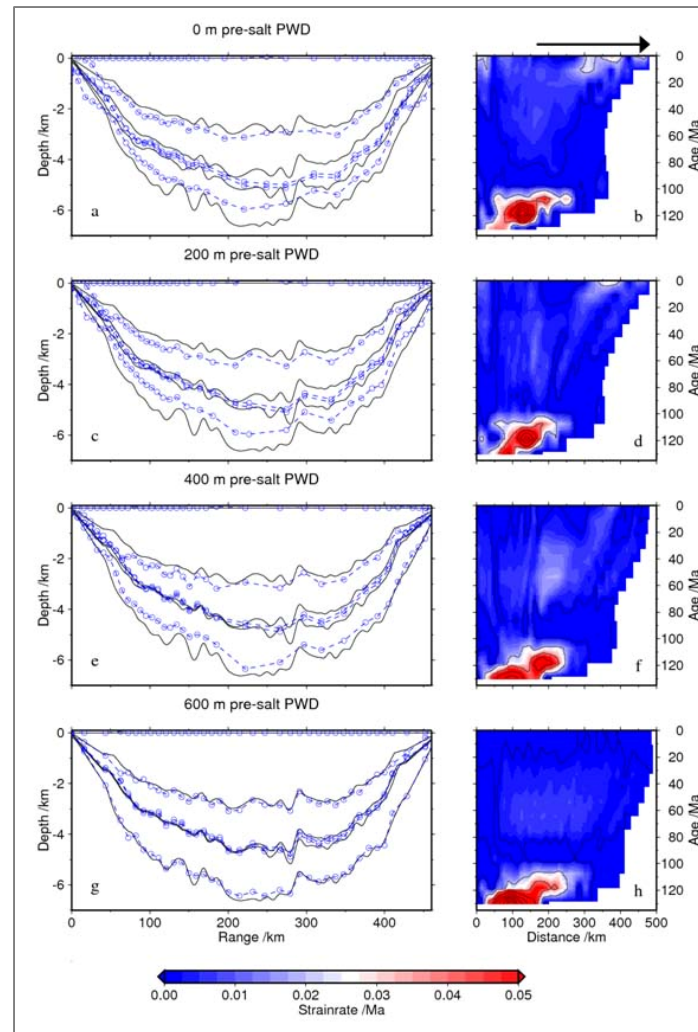 0 m pre-salt PWD
0
-2
-4
-6
Depth /km
a
0
20
40
60
80
100
120
Age /Ma
b
200 m pre-salt PWD
0
-2
-4
-6
Depth /km
c
0
20
40
60
80
100
120
Age /Ma
d
400 m pre-salt PWD
0
-2
-4
-6
Depth /km
e
0
20
40
60
80
100
120
Age /Ma
f
600 m pre-salt PWD
0
-2
-4
-6
Depth /km
g
0
20
40
60
80
100
120
Age /Ma
h
0 100 200 300 400
Range /km
0 100 200 300 400 500
Distance /km
0.00 0.01 0.02 0.03 0.04 0.05
Strainrate /Ma